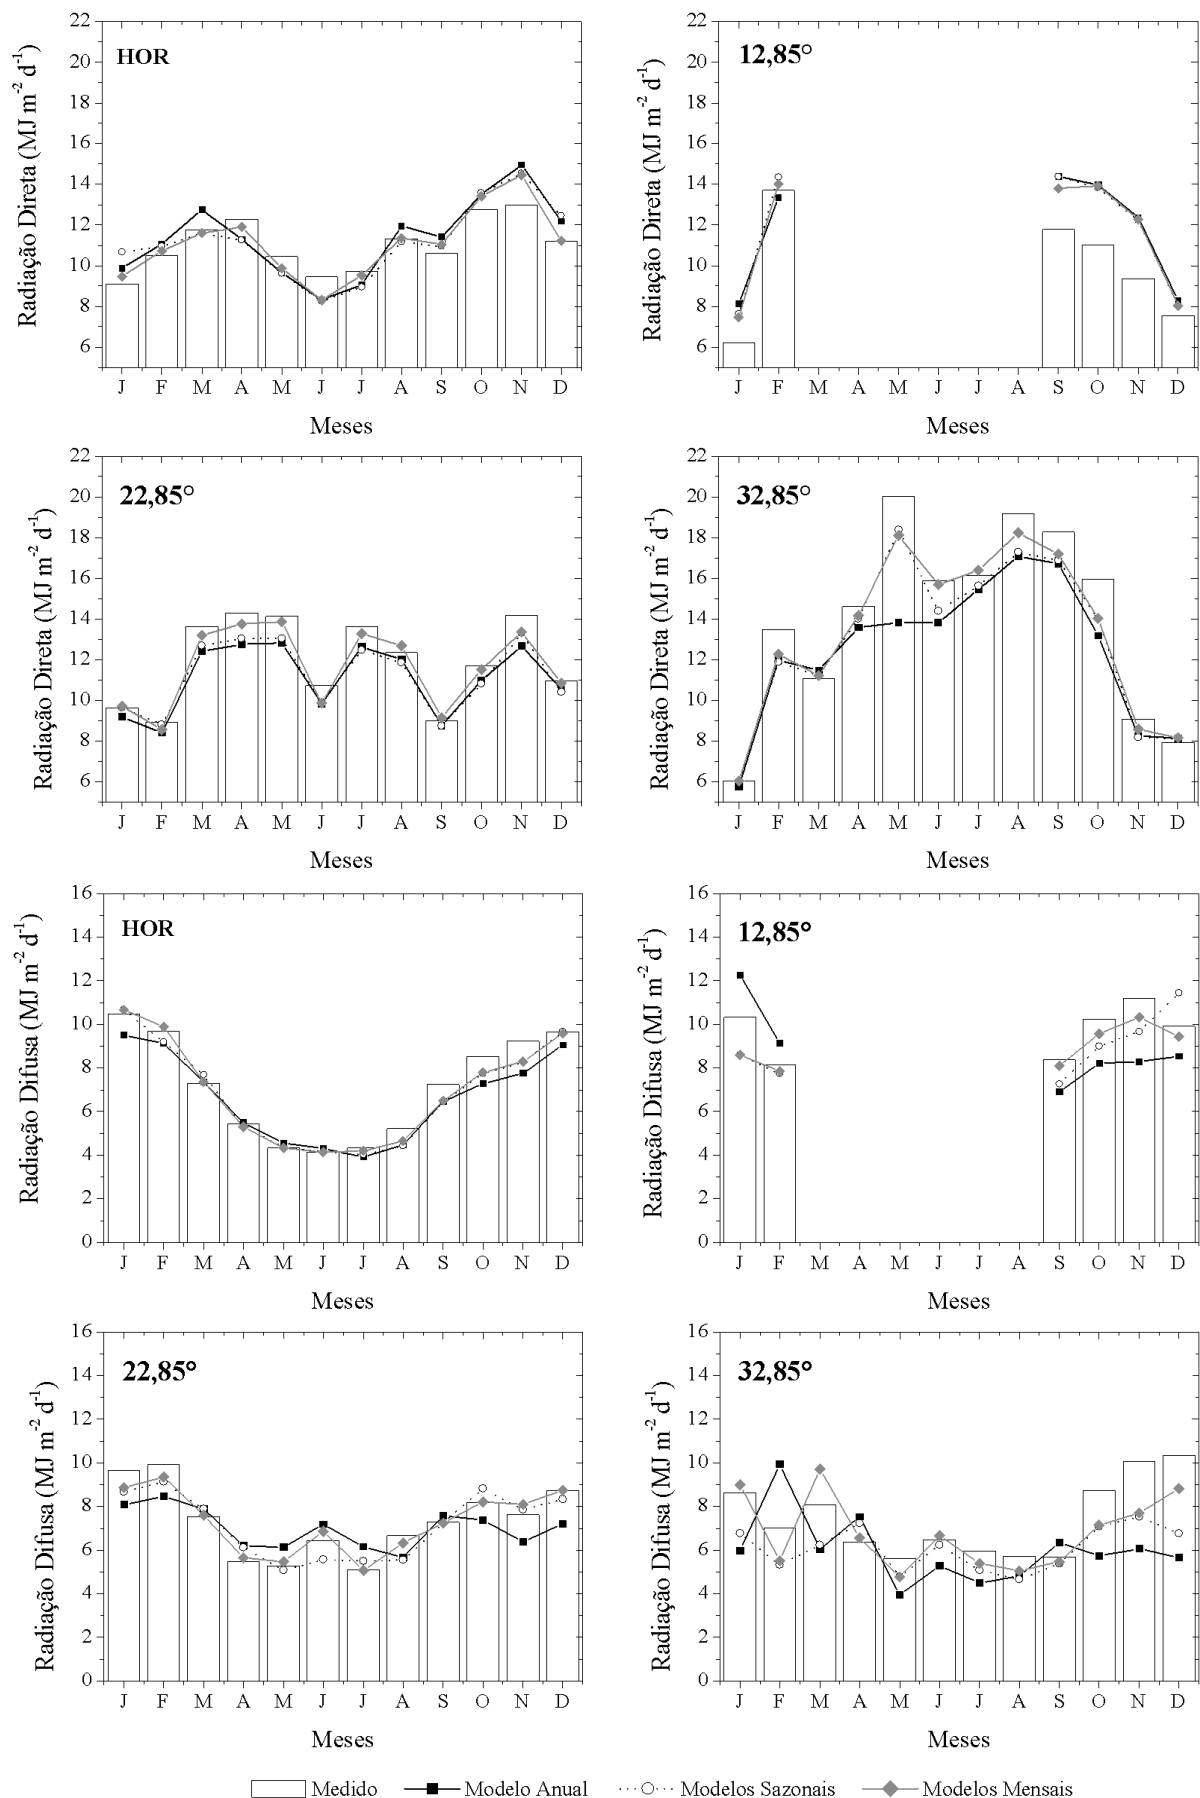 Radiação Direta (MJ m⁻² d⁻¹)
HOR
22
20
18
16
14
12
10
8
6
J F M A M J J A S O N D
Meses
Radiação Direta (MJ m⁻² d⁻¹)
12,85°
22
20
18
16
14
12
10
8
6
J F M A M J J A S O N D
Meses
Radiação Direta (MJ m⁻² d⁻¹)
22,85°
22
20
18
16
14
12
10
8
6
J F M A M J J A S O N D
Meses
Radiação Direta (MJ m⁻² d⁻¹)
32,85°
22
20
18
16
14
12
10
8
6
J F M A M J J A S O N D
Meses
Radiação Difusa (MJ m⁻² d⁻¹)
HOR
16
14
12
10
8
6
4
2
0
J F M A M J J A S O N D
Meses
Radiação Difusa (MJ m⁻² d⁻¹)
12,85°
16
14
12
10
8
6
4
2
0
J F M A M J J A S O N D
Meses
Radiação Difusa (MJ m⁻² d⁻¹)
22,85°
16
14
12
10
8
6
4
2
0
J F M A M J J A S O N D
Meses
Radiação Difusa (MJ m⁻² d⁻¹)
32,85°
16
14
12
10
8
6
4
2
0
J F M A M J J A S O N D
Meses
Medido Modelo Anual Modelos Sazonais Modelos Mensais